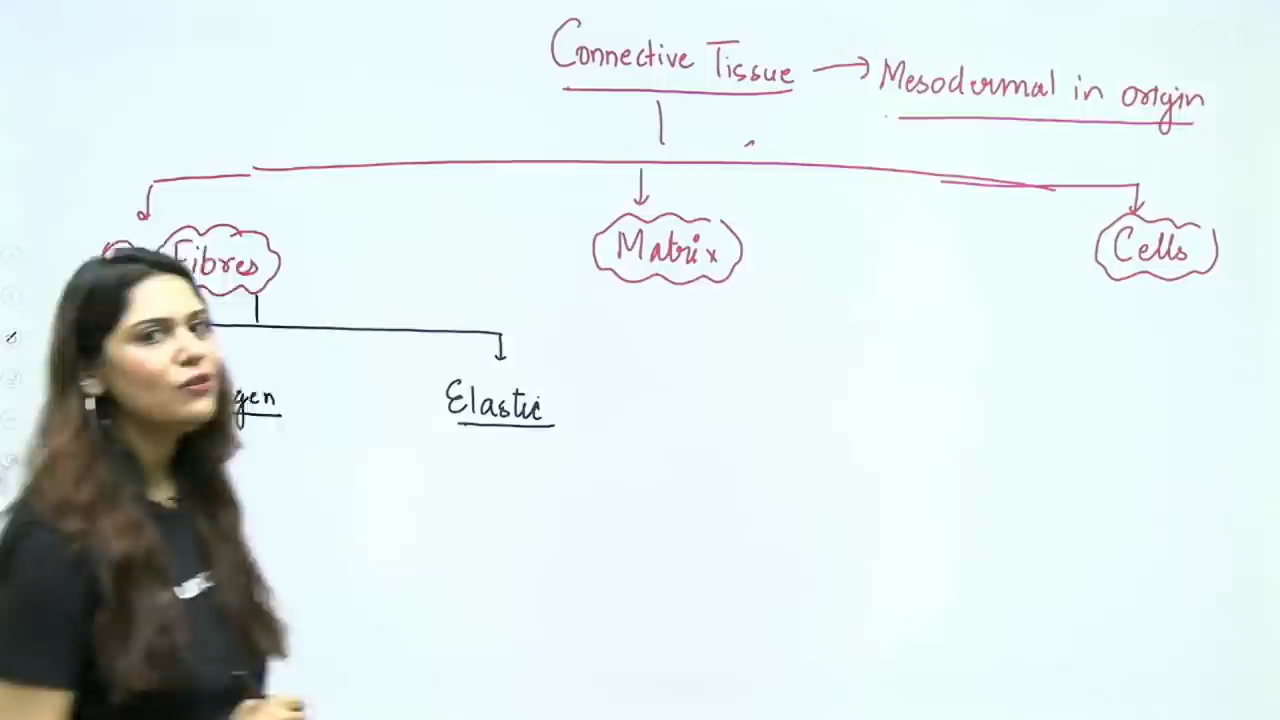 Connective Tissue → Mesodermal in origin
Fibres
Matrix
Cells
gen
Elastic